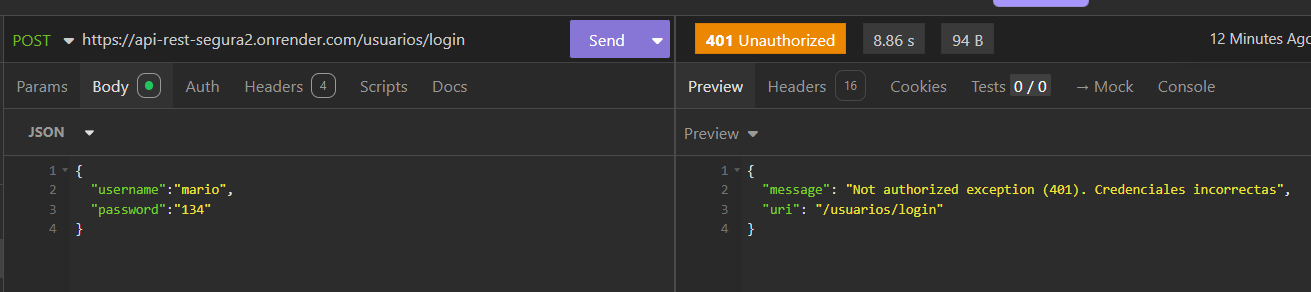 POST https://api-rest-segura2.onrender.com/usuarios/login Send
Params Body Auth Headers 4 Scripts Docs
JSON
1 {
2 "username":"mario",
3 "password":"134"
4 }
401 Unauthorized 8.86 s 94 B 12 Minutes Ago
Preview Headers 16 Cookies Tests 0 / 0 → Mock Console
Preview
1 {
2 "message": "Not authorized exception (401). Credenciales incorrectas",
3 "uri": "/usuarios/login"
4 }